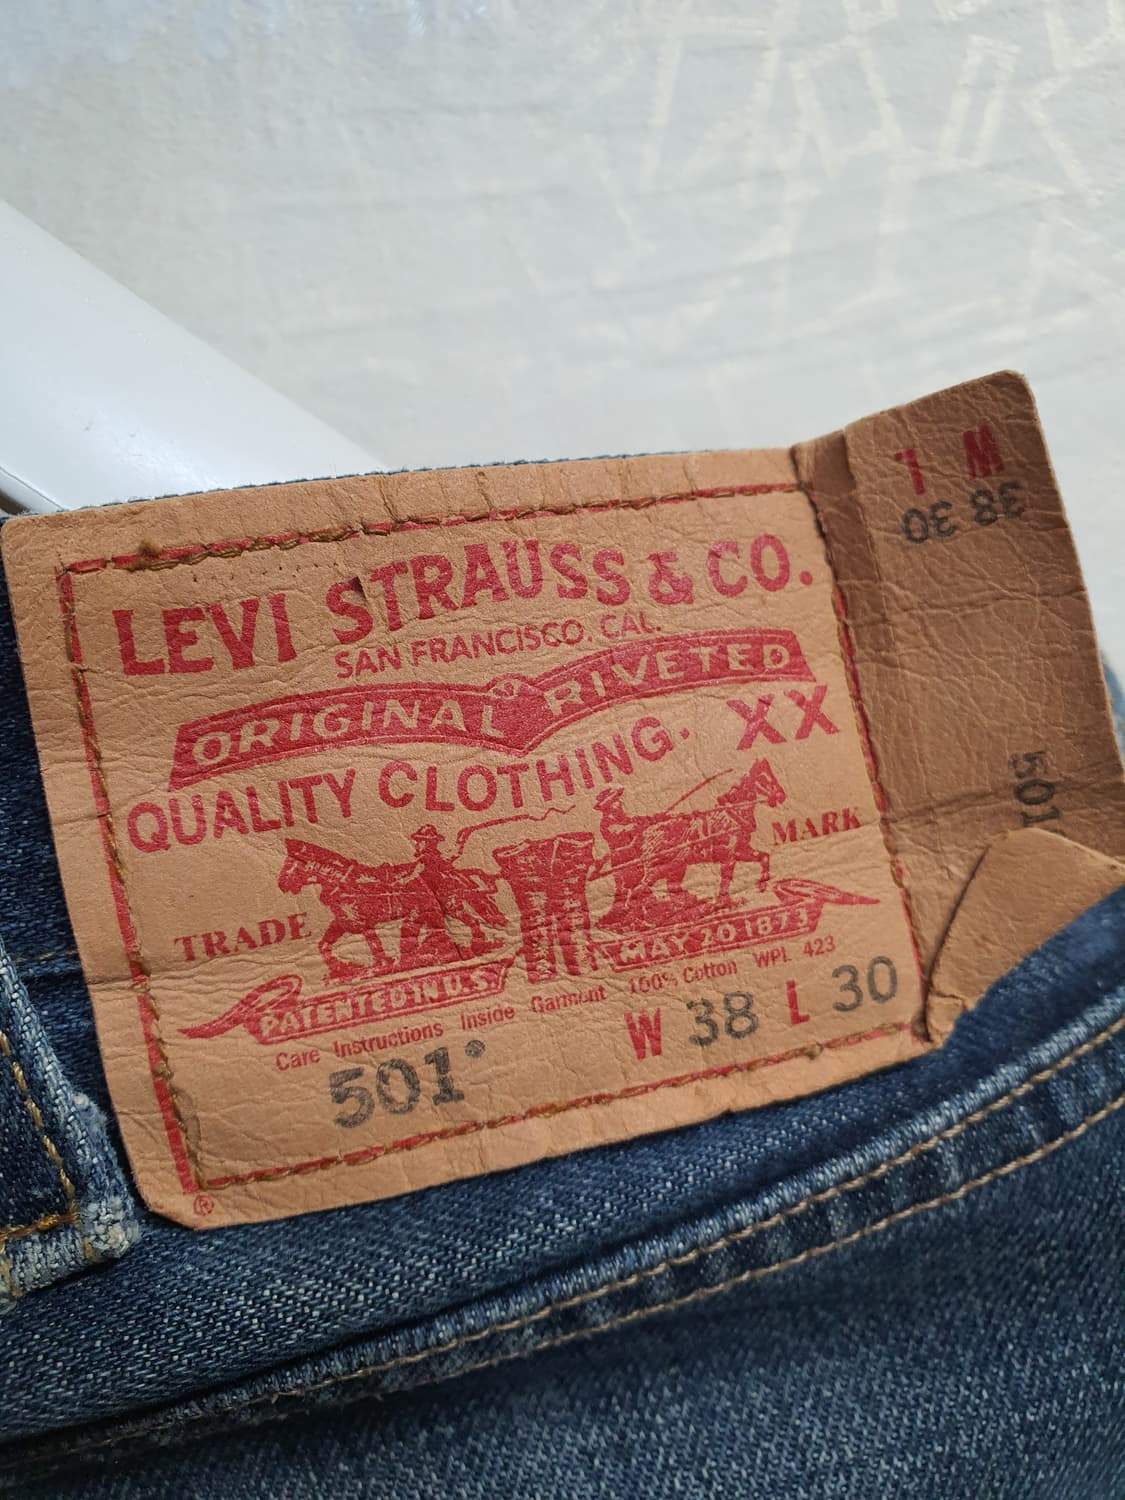 LEVI STRAUSS & CO.
SAN FRANCISCO. CAL.
ORIGINAL RIVETED
QUALITY CLOTHING. XX
TRADE MARK
PATENTED IN U.S. MAY 20 1873
Care Instructions Inside Garment 100% Cotton WPL 423
501® W 38 L 30
®
L W
30 38
501